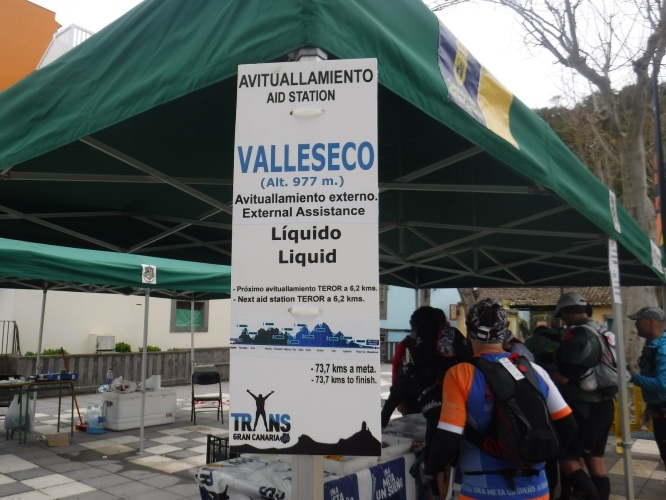 AVITUALLAMIENTO
AID STATION
VALLESECO
(Alt. 977 m.)
Avituallamiento externo.
External Assistance
Líquido
Liquid
- Próximo avituallamiento TEROR a 6,2 kms.
- Next aid station TEROR a 6,2 kms.
- 73,7 kms a meta.
- 73,7 kms to finish.
TRANS
GRAN CANARIA